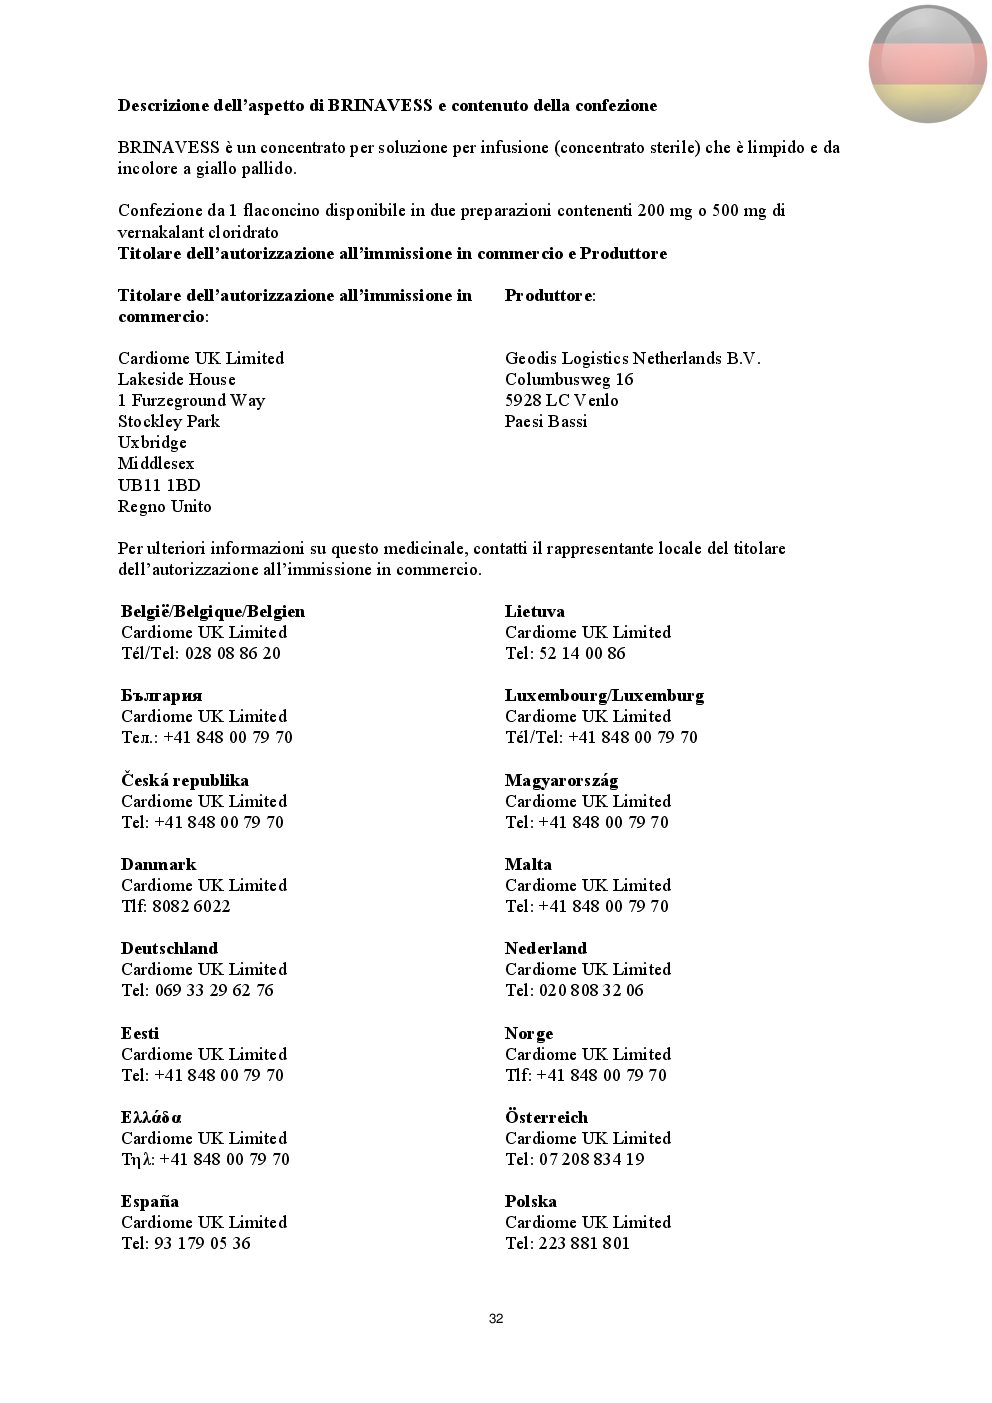 Descrizione dell’aspetto di BRINAVESS e contenuto della confezione
BRINAVESS è un concentrato per soluzione per infusione (concentrato sterile) che è limpido e da
incolore a giallo pallido.
Confezione da 1 flaconcino disponibile in due preparazioni contenenti 200 mg o 500 mg di
vernakalant cloridrato
Titolare dell’autorizzazione all’immissione in commercio e Produttore
Titolare dell’autorizzazione all’immissione in
commercio:
Produttore:
Cardiome UK Limited
Lakeside House
1 Furzeground Way
Stockley Park
Uxbridge
Middlesex
UB11 1BD
Regno Unito
Geodis Logistics Netherlands B.V.
Columbusweg 16
5928 LC Venlo
Paesi Bassi
Per ulteriori informazioni su questo medicinale, contatti il rappresentante locale del titolare
dell’autorizzazione all’immissione in commercio.
België/Belgique/Belgien
Cardiome UK Limited
Tél/Tel: 028 08 86 20
Lietuva
Cardiome UK Limited
Tel: 52 14 00 86
България
Cardiome UK Limited
Тел.: +41 848 00 79 70
Luxembourg/Luxemburg
Cardiome UK Limited
Tél/Tel: +41 848 00 79 70
Česká republika
Cardiome UK Limited
Tel: +41 848 00 79 70
Magyarország
Cardiome UK Limited
Tel: +41 848 00 79 70
Danmark
Cardiome UK Limited
Tlf: 8082 6022
Malta
Cardiome UK Limited
Tel: +41 848 00 79 70
Deutschland
Cardiome UK Limited
Tel: 069 33 29 62 76
Nederland
Cardiome UK Limited
Tel: 020 808 32 06
Eesti
Cardiome UK Limited
Tel: +41 848 00 79 70
Norge
Cardiome UK Limited
Tlf: +41 848 00 79 70
Ελλάδα
Cardiome UK Limited
Τηλ: +41 848 00 79 70
Österreich
Cardiome UK Limited
Tel: 07 208 834 19
España
Cardiome UK Limited
Tel: 93 179 05 36
Polska
Cardiome UK Limited
Tel: 223 881 801
32